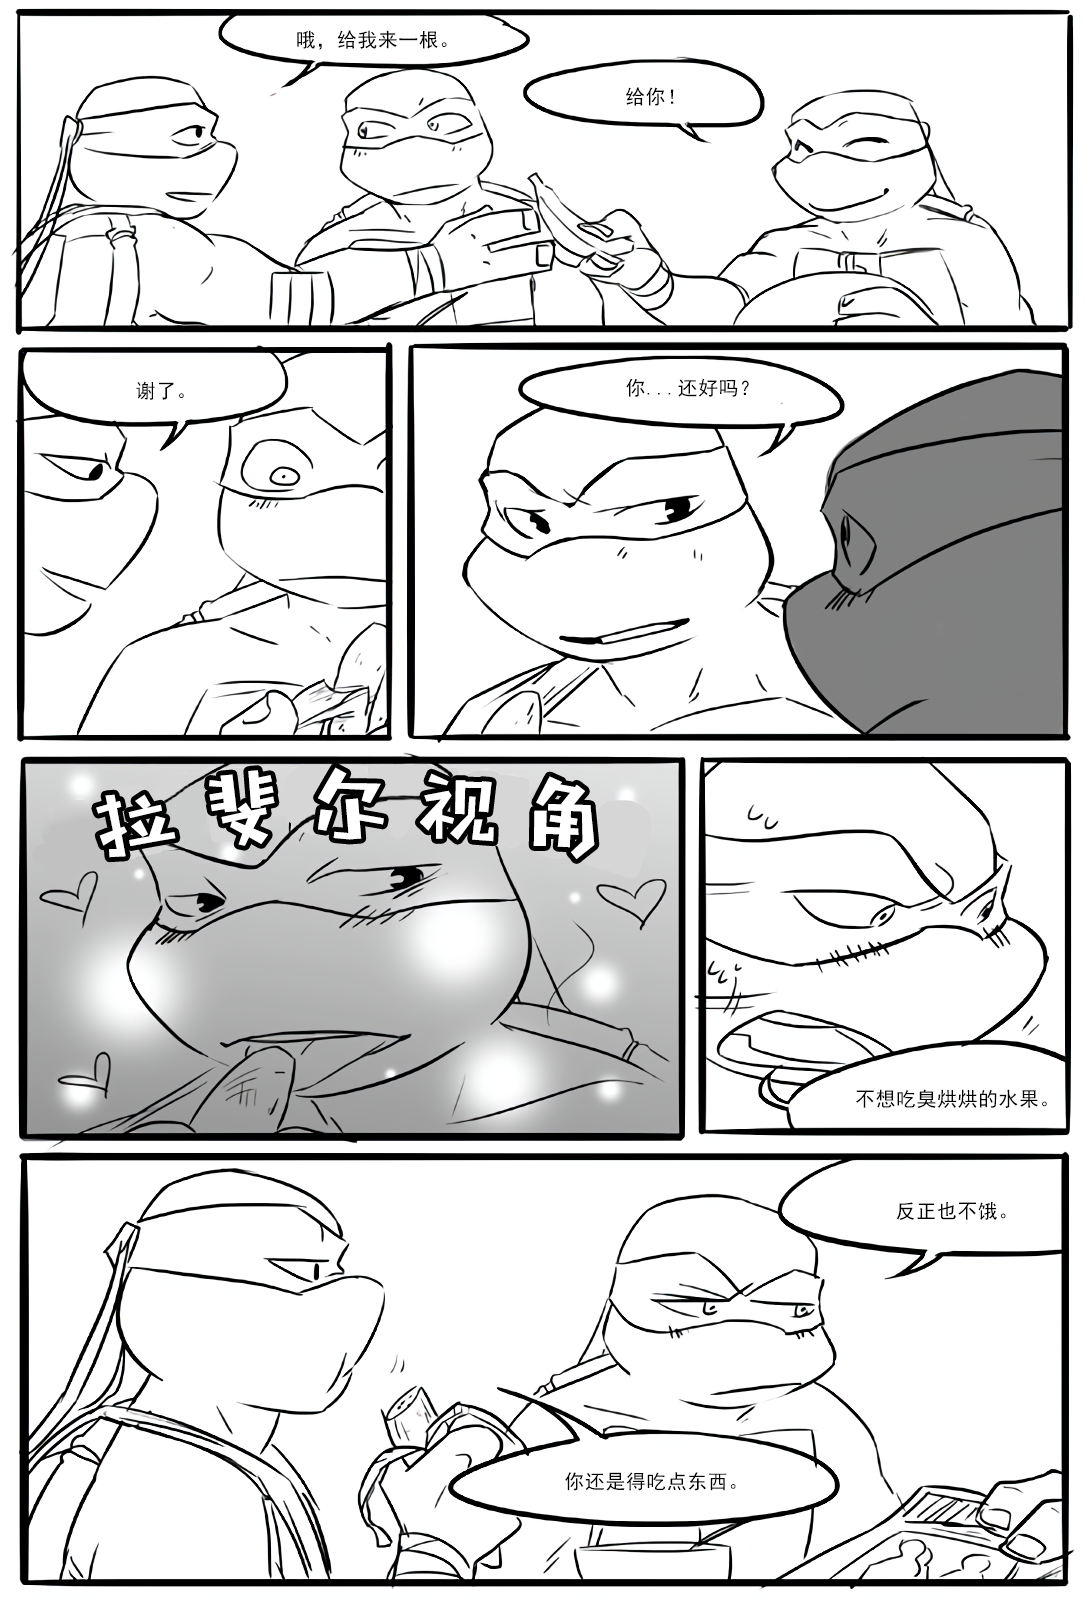 哦，给我来一根。
给你！
谢了。
你...还好吗？
拉斐尔视角
不想吃臭烘烘的水果。
反正也不饿。
你还是得吃点东西。